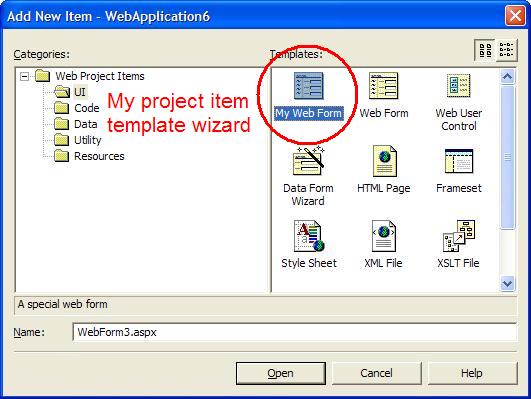 Add New Item - WebApplication6
Categories:
Templates:
Web Project Items
UI
Code
Data
Utility
Resources
My project item
template wizard
My Web Form
Web Form
Web User
Control
Data Form
Wizard
HTML Page
Frameset
Style Sheet
XML File
XSLT File
A special web form
Name:
WebForm3.aspx
Open
Cancel
Help